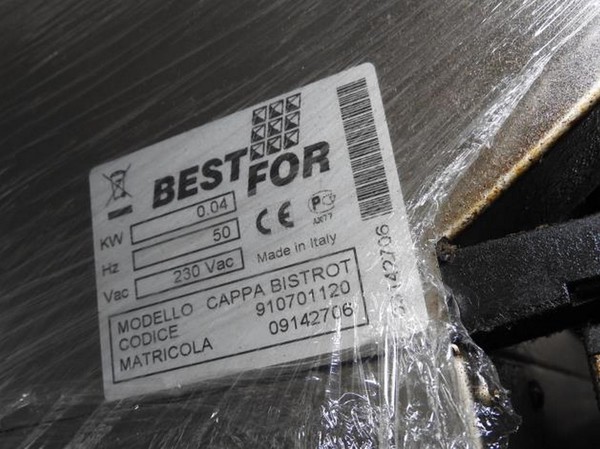 BEST FOR
KW 0.04
Hz 50
Vac 230 Vac
CE
Made in Italy
MODELLO CAPPA BISTROT
CODICE 910701120
MATRICOLA 09142706